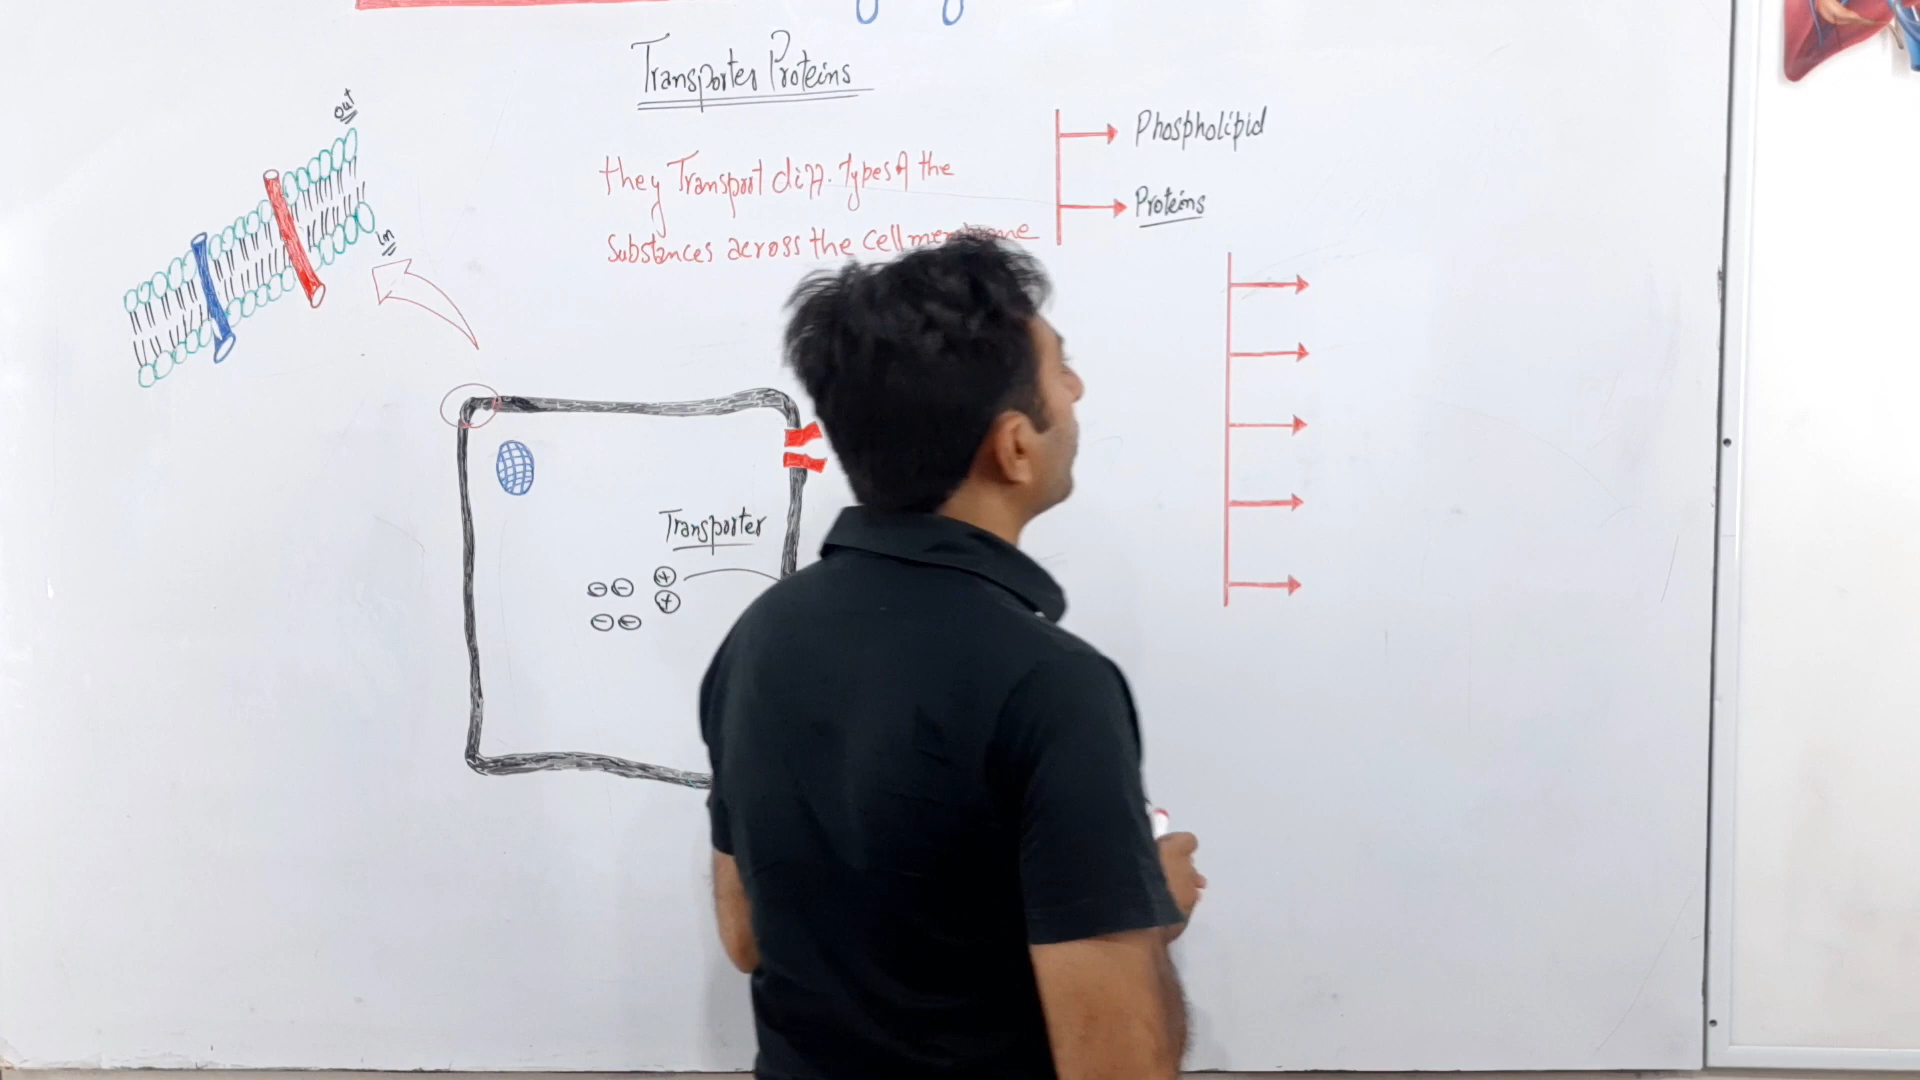 Transporter Proteins
out
Phospholipid
they Transport diff. Types of the
Proteins
substances across the cell membrane
in
Transporter
⊖⊖ ⊕
⊕
⊖⊖